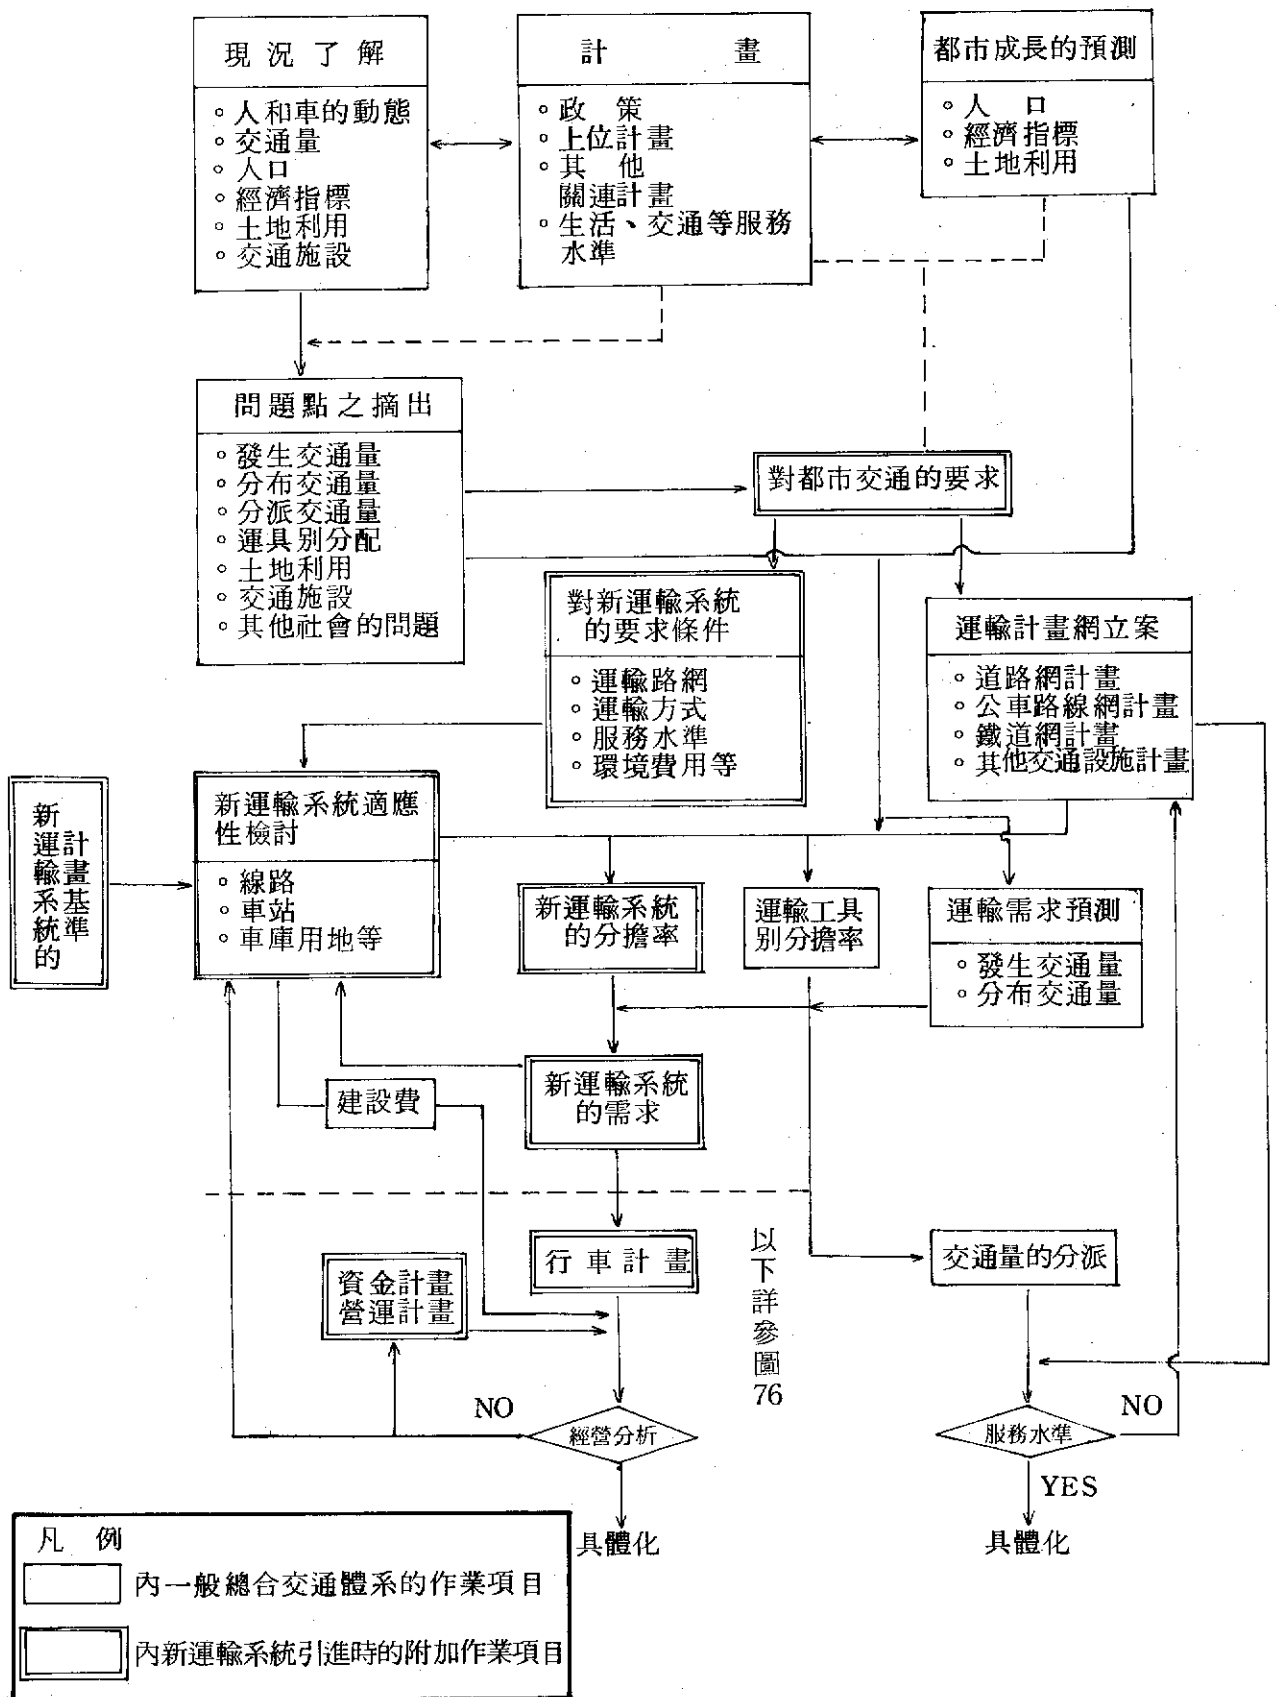 現況了解
。人和車的動態
。交通量
。人口
。經濟指標
。土地利用
。交通施設
計畫
。政策
。上位計畫
。其他
關連計畫
。生活、交通等服務
水準
都市成長的預測
。人口
。經濟指標
。土地利用
問題點之摘出
。發生交通量
。分布交通量
。分派交通量
。運具別分配
。土地利用
。交通施設
。其他社會的問題
對都市交通的要求
對新運輸系統
的要求條件
。運輸路網
。運輸方式
。服務水準
。環境費用等
運輸計畫網立案
。道路網計畫
。公車路線網計畫
。鐵道網計畫
。其他交通設施計畫
新運輸系統的
計畫基準
新運輸系統適應
性檢討
。線路
。車站
。車庫用地等
新運輸系統
的分擔率
運輸工具
別分擔率
運輸需求預測
。發生交通量
。分布交通量
建設費
新運輸系統
的需求
行車計畫
資金計畫
營運計畫
以下詳參圖76
交通量的分派
NO
經營分析
具體化
服務水準
NO
YES
具體化
凡例
內一般總合交通體系的作業項目
內新運輸系統引進時的附加作業項目